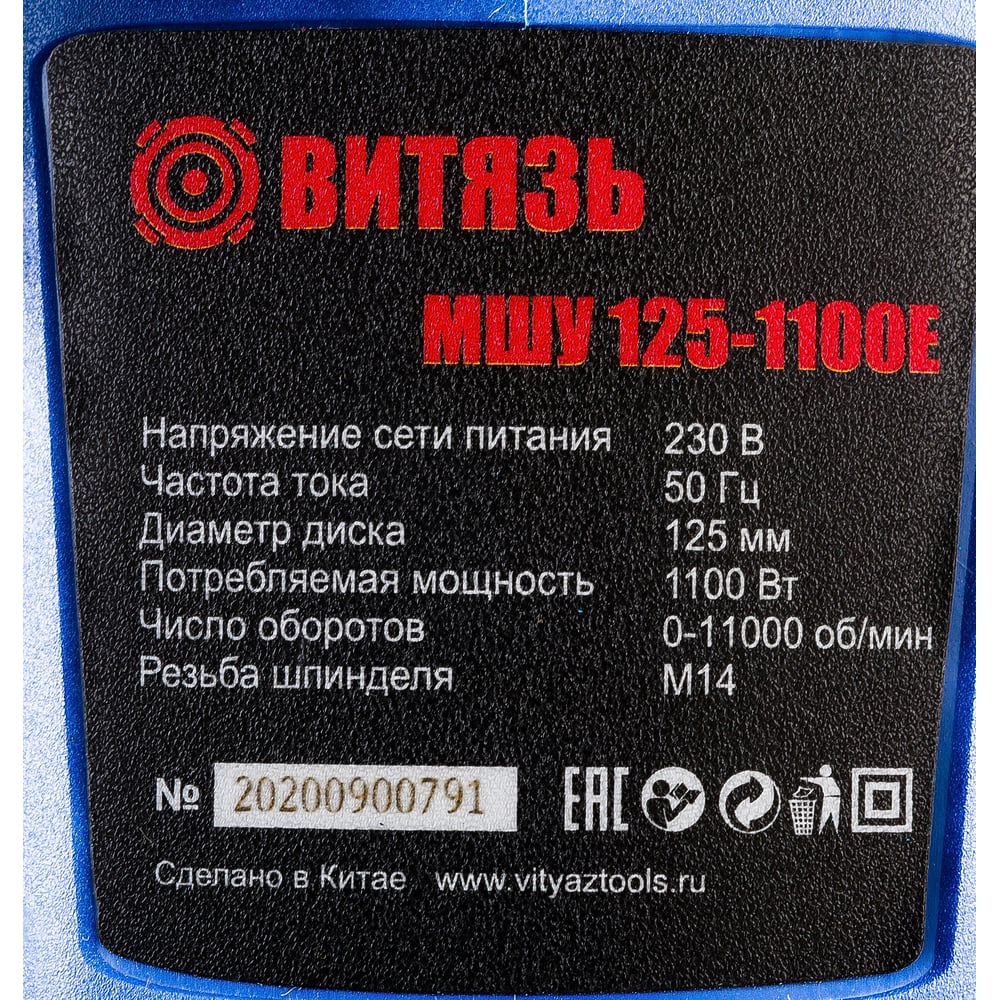 ВИТЯЗЬ
МШУ 125-1100Е
Напряжение сети питания 230 В
Частота тока 50 Гц
Диаметр диска 125 мм
Потребляемая мощность 1100 Вт
Число оборотов 0-11000 об/мин
Резьба шпинделя М14
№ 20200900791 ЕАС
Сделано в Китае www.vityaztools.ru